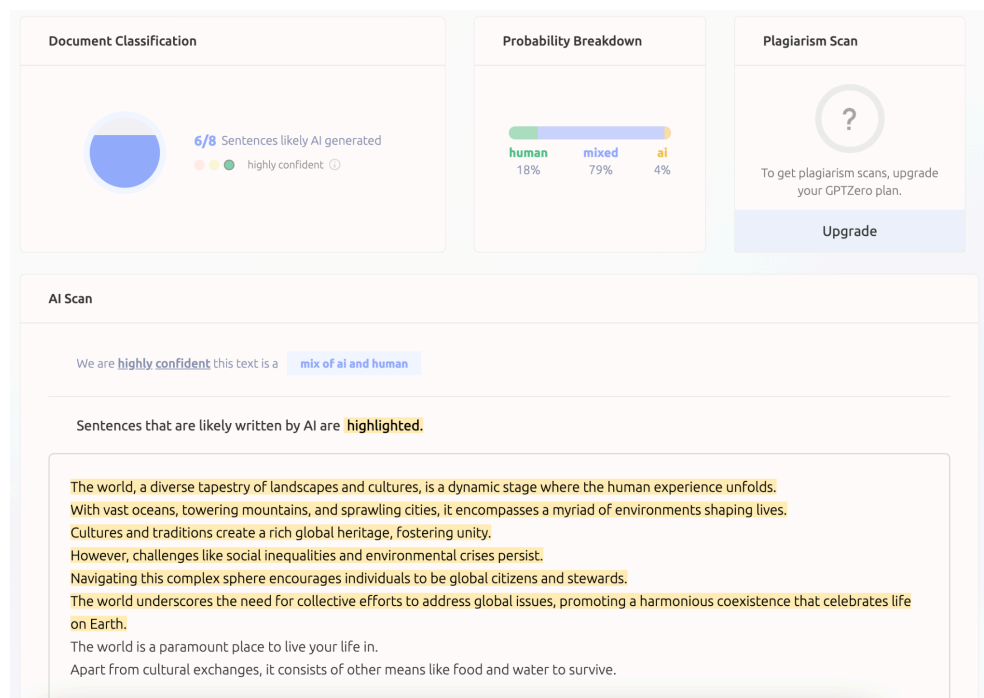 Document Classification
6/8 Sentences likely AI generated
highly confident
Probability Breakdown
human mixed ai
18% 79% 4%
Plagiarism Scan
?
To get plagiarism scans, upgrade
your GPTZero plan.
Upgrade
AI Scan
We are highly confident this text is a mix of ai and human
Sentences that are likely written by AI are highlighted.
The world, a diverse tapestry of landscapes and cultures, is a dynamic stage where the human experience unfolds.
With vast oceans, towering mountains, and sprawling cities, it encompasses a myriad of environments shaping lives.
Cultures and traditions create a rich global heritage, fostering unity.
However, challenges like social inequalities and environmental crises persist.
Navigating this complex sphere encourages individuals to be global citizens and stewards.
The world underscores the need for collective efforts to address global issues, promoting a harmonious coexistence that celebrates life
on Earth.
The world is a paramount place to live your life in.
Apart from cultural exchanges, it consists of other means like food and water to survive.